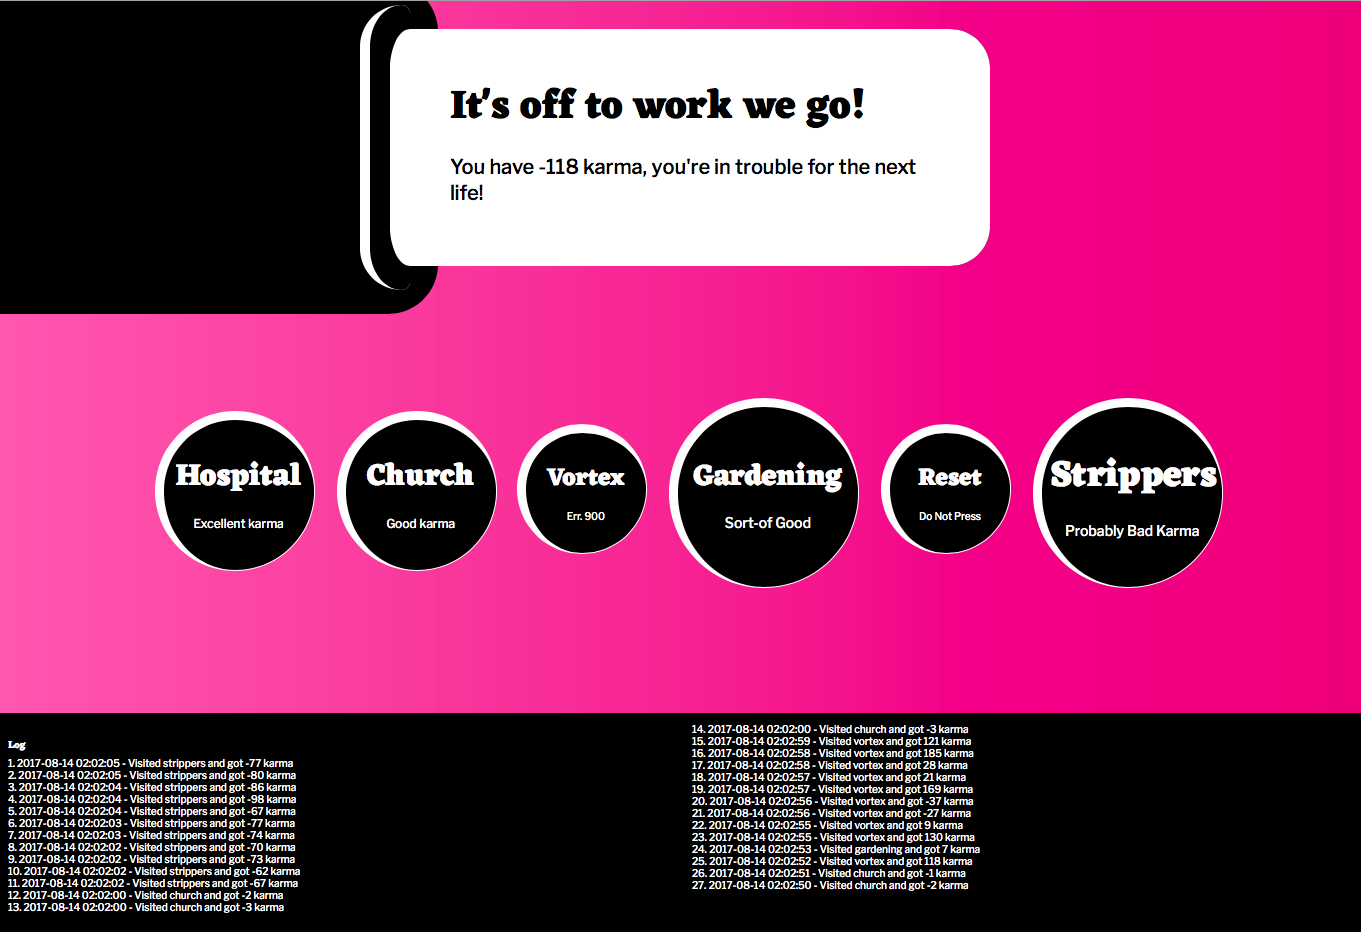 It's off to work we go!
You have -118 karma, you're in trouble for the next
life!
Hospital
Excellent karma
Church
Good karma
Vortex
Err. 900
Gardening
Sort-of Good
Reset
Do Not Press
Strippers
Probably Bad Karma
Log
1. 2017-08-14 02:02:05 - Visited strippers and got -77 karma
2. 2017-08-14 02:02:05 - Visited strippers and got -80 karma
3. 2017-08-14 02:02:04 - Visited strippers and got -86 karma
4. 2017-08-14 02:02:04 - Visited strippers and got -98 karma
5. 2017-08-14 02:02:04 - Visited strippers and got -67 karma
6. 2017-08-14 02:02:03 - Visited strippers and got -77 karma
7. 2017-08-14 02:02:03 - Visited strippers and got -74 karma
8. 2017-08-14 02:02:02 - Visited strippers and got -70 karma
9. 2017-08-14 02:02:02 - Visited strippers and got -73 karma
10. 2017-08-14 02:02:02 - Visited strippers and got -62 karma
11. 2017-08-14 02:02:02 - Visited strippers and got -67 karma
12. 2017-08-14 02:02:00 - Visited church and got -2 karma
13. 2017-08-14 02:02:00 - Visited church and got -3 karma
14. 2017-08-14 02:02:00 - Visited church and got -3 karma
15. 2017-08-14 02:02:59 - Visited vortex and got 121 karma
16. 2017-08-14 02:02:58 - Visited vortex and got 185 karma
17. 2017-08-14 02:02:58 - Visited vortex and got 28 karma
18. 2017-08-14 02:02:57 - Visited vortex and got 21 karma
19. 2017-08-14 02:02:57 - Visited vortex and got 169 karma
20. 2017-08-14 02:02:56 - Visited vortex and got -37 karma
21. 2017-08-14 02:02:56 - Visited vortex and got -27 karma
22. 2017-08-14 02:02:55 - Visited vortex and got 9 karma
23. 2017-08-14 02:02:55 - Visited vortex and got 130 karma
24. 2017-08-14 02:02:53 - Visited gardening and got 7 karma
25. 2017-08-14 02:02:52 - Visited vortex and got 118 karma
26. 2017-08-14 02:02:51 - Visited church and got -1 karma
27. 2017-08-14 02:02:50 - Visited church and got -2 karma